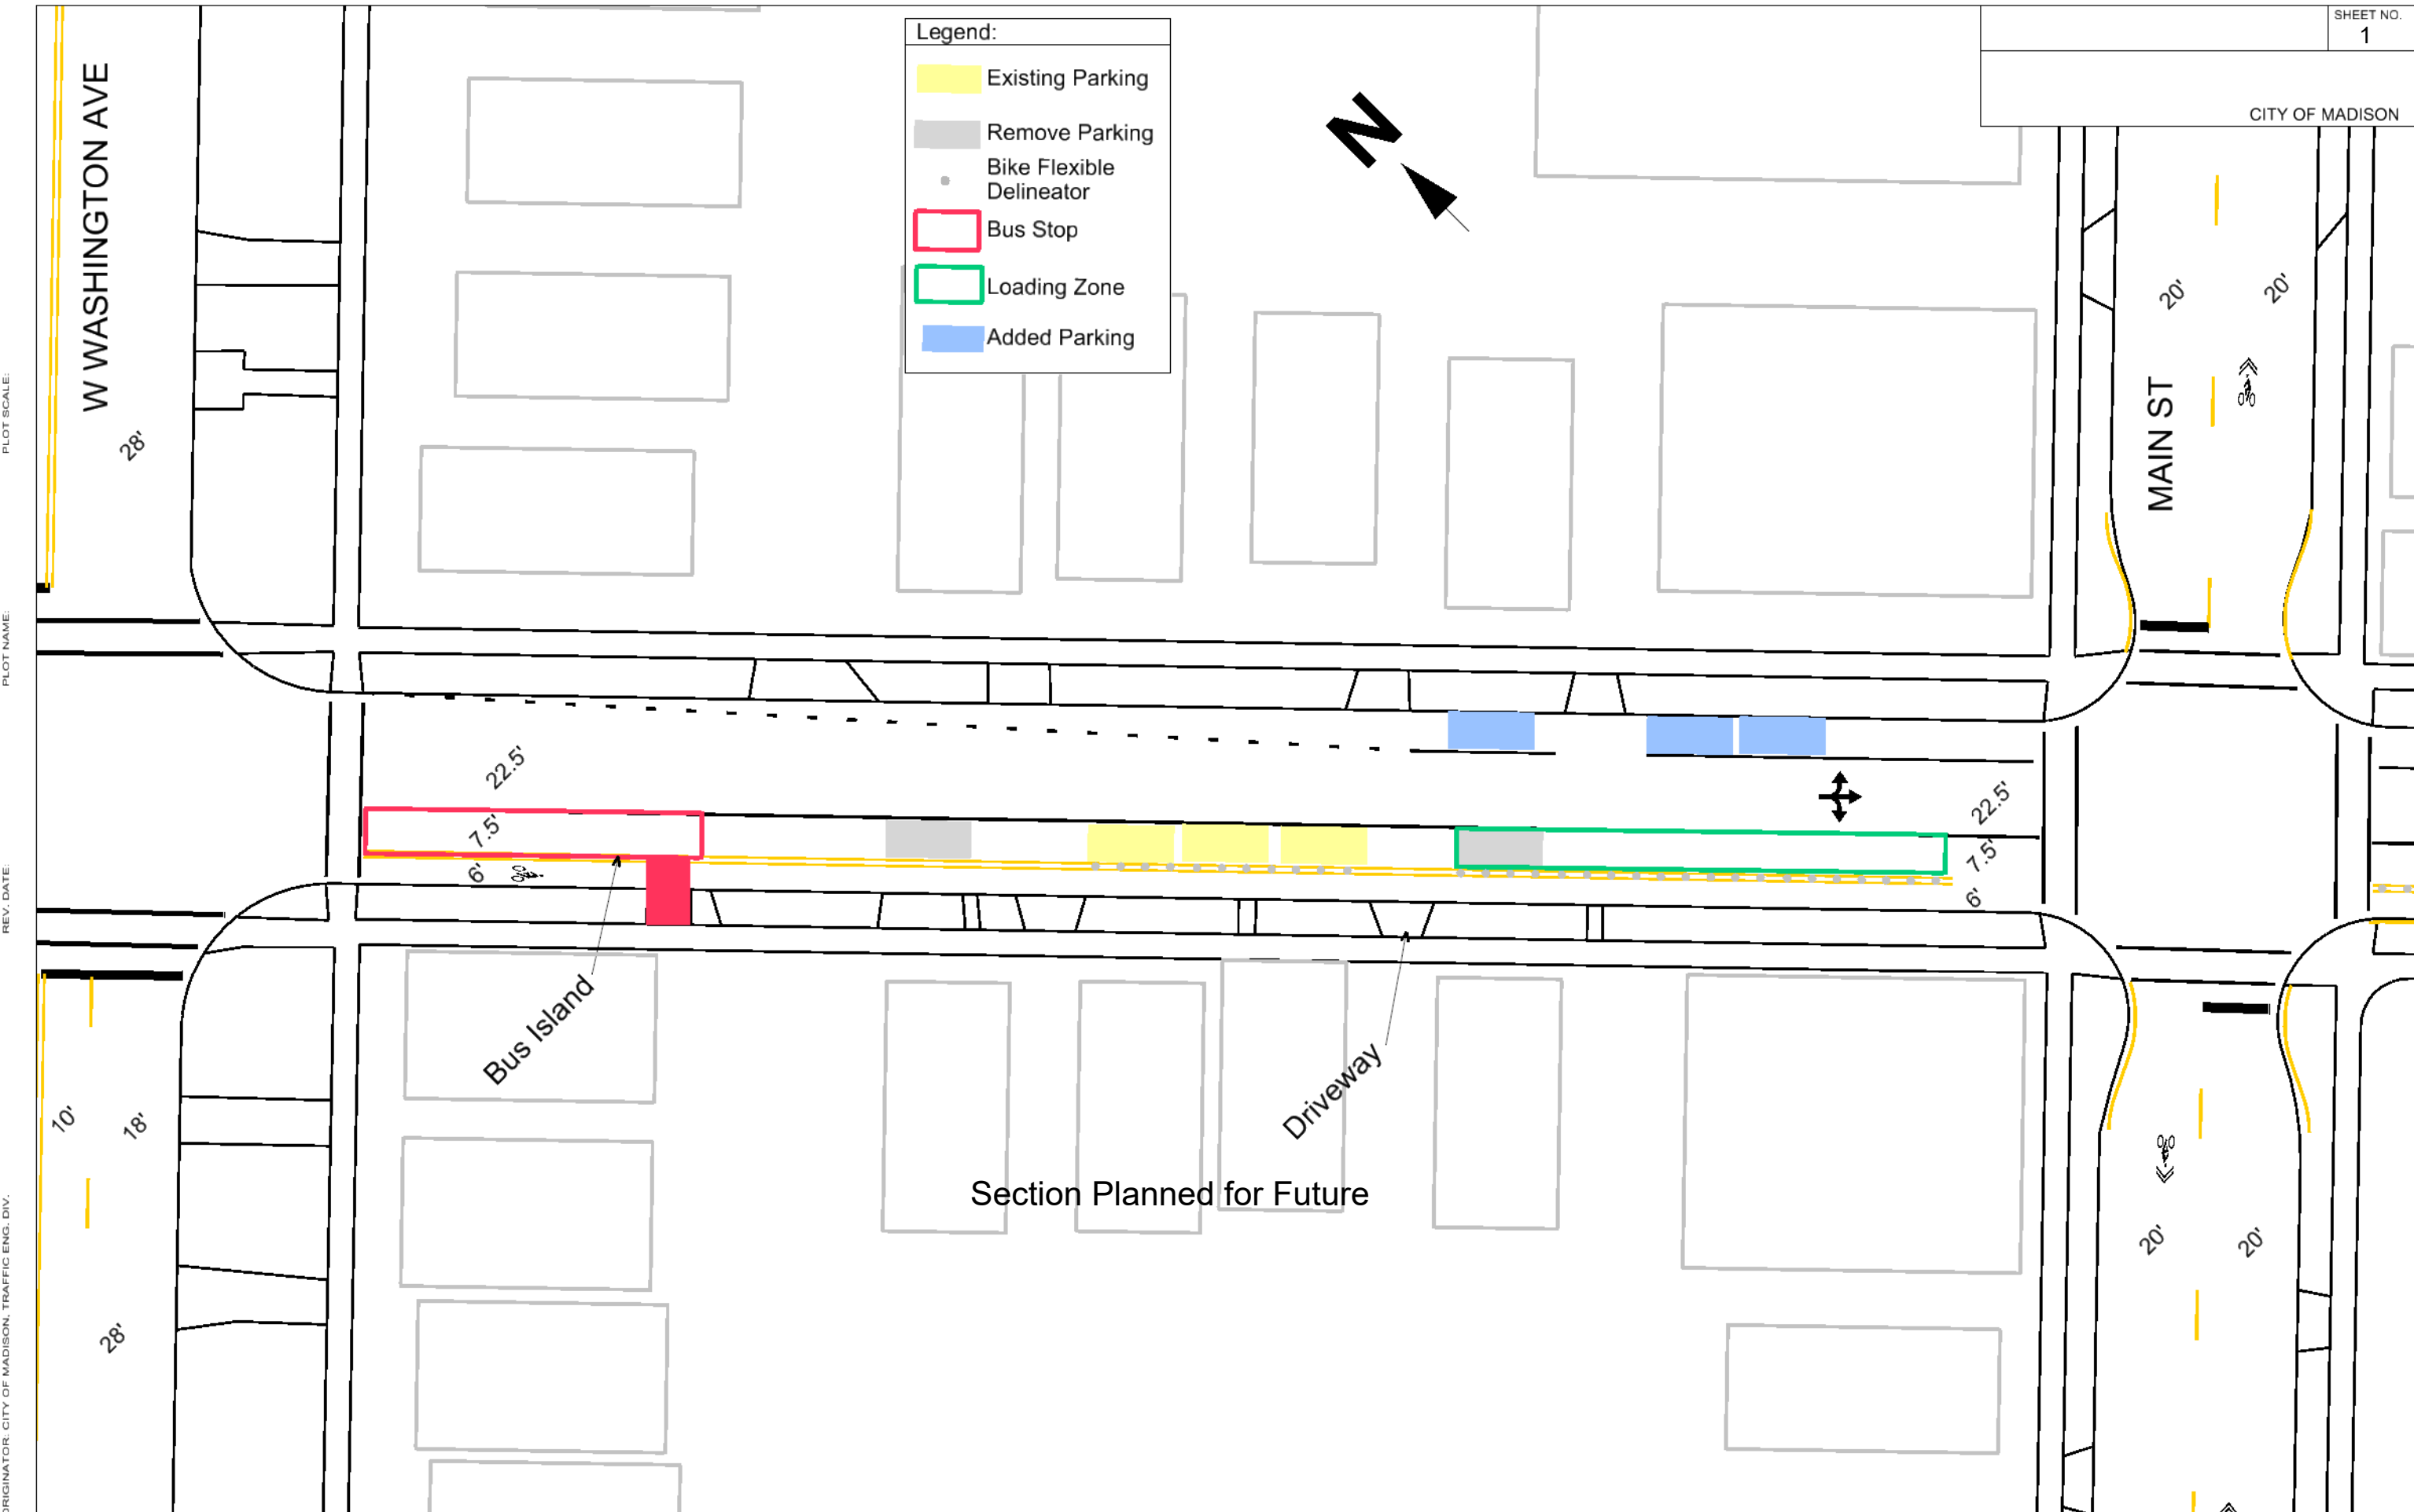 SHEET NO.
1
CITY OF MADISON
Legend:
Existing Parking
Remove Parking
Bike Flexible
Delineator
Bus Stop
Loading Zone
Added Parking
N
W WASHINGTON AVE
28'
MAIN ST
20'
20'
22.5'
7.5'
6'
22.5'
7.5'
6'
Bus Island
Driveway
Section Planned for Future
10'
18'
28'
20'
20'
PLOT SCALE:
PLOT NAME:
REV. DATE:
ORIGINATOR: CITY OF MADISON, TRAFFIC ENG. DIV.